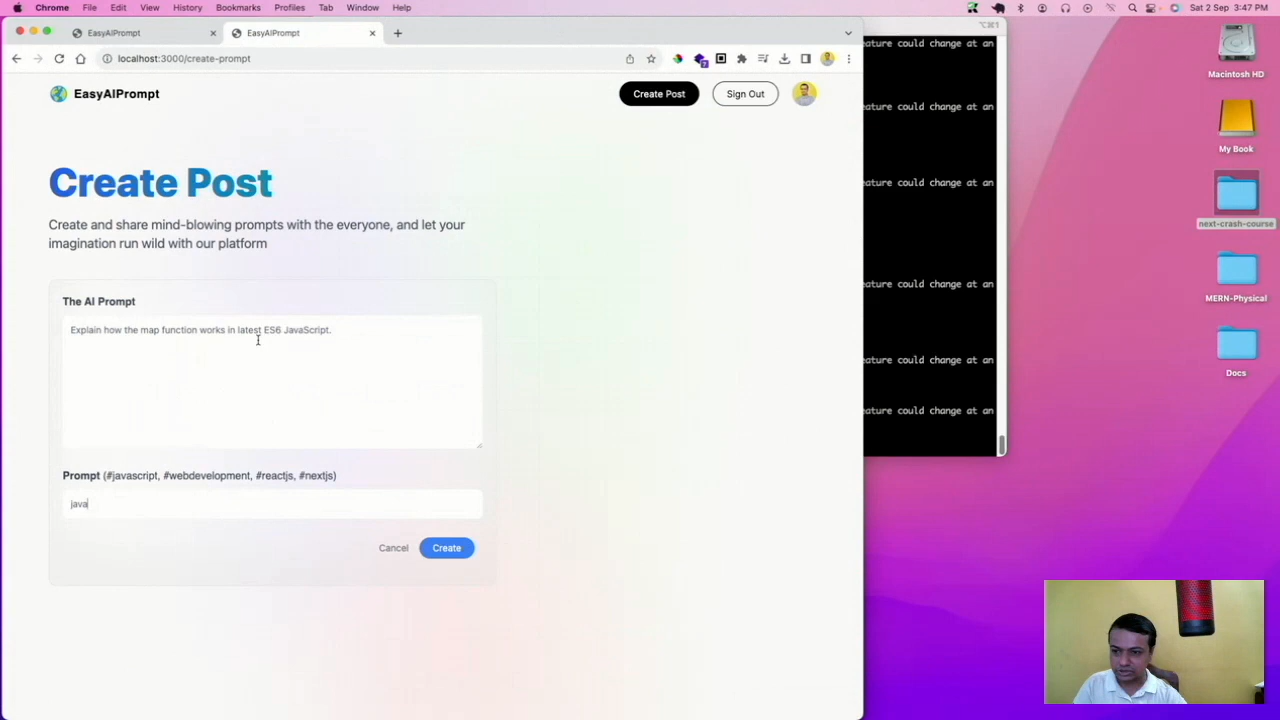 Chrome File Edit View History Bookmarks Profiles Tab Window Help
Sat 2 Sep 3:47 PM
EasyAIPrompt
EasyAIPrompt
localhost:3000/create-prompt
7
EasyAIPrompt
Create Post
Sign Out
Create Post
Create and share mind-blowing prompts with the everyone, and let your
imagination run wild with our platform
The AI Prompt
Explain how the map function works in latest ES6 JavaScript.
Prompt (#javascript, #webdevelopment, #reactjs, #nextjs)
java
Cancel
Create
⌥⌘1
eature could change at an
eature could change at an
eature could change at an
eature could change at an
eature could change at an
eature could change at an
Macintosh HD
My Book
next-crash-course
MERN-Physical
Docs